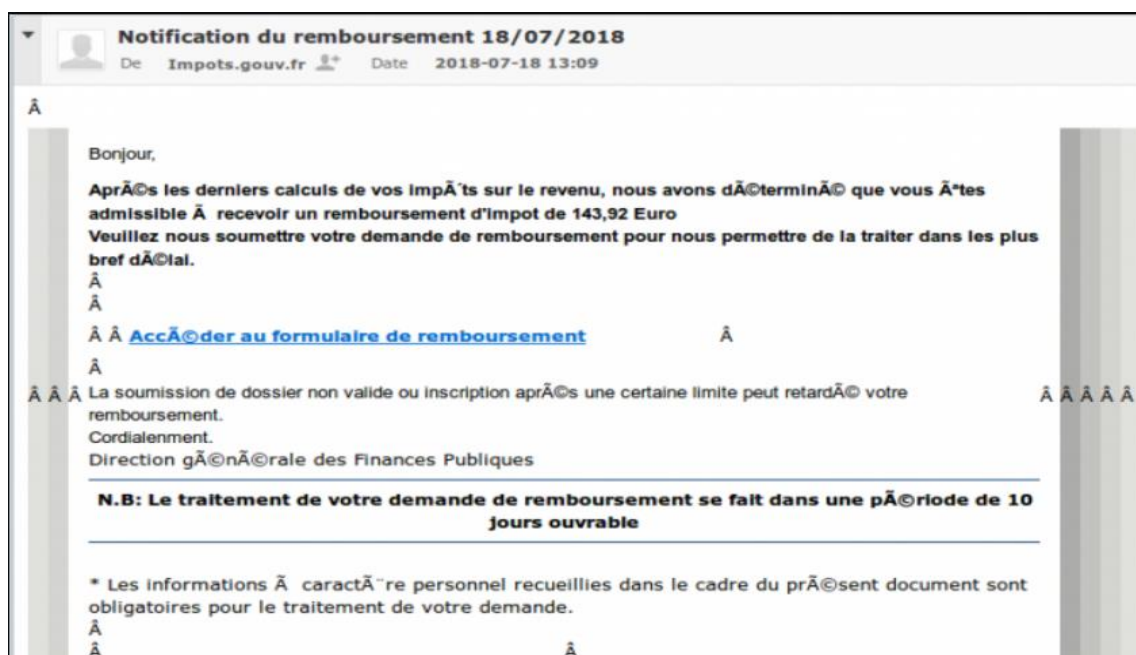 Notification du remboursement 18/07/2018
De Impots.gouv.fr Date 2018-07-18 13:09
Â
Bonjour,
AprÃ©s les derniers calculs de vos impÃ´ts sur le revenu, nous avons dÃ©terminÃ© que vous Ãªtes
admissible Ã  recevoir un remboursement d'impot de 143,92 Euro
Veuillez nous soumettre votre demande de remboursement pour nous permettre de la traiter dans les plus
bref dÃ©lai.
Â
Â
Â Â AccÃ©der au formulaire de remboursement Â
Â
Â Â Â La soumission de dossier non valide ou inscription aprÃ©s une certaine limite peut retardÃ© votre Â Â Â Â Â
remboursement.
Cordialenment.
Direction gÃ©nÃ©rale des Finances Publiques
N.B: Le traitement de votre demande de remboursement se fait dans une pÃ©riode de 10
jours ouvrable
* Les informations Ã  caractÃ¨re personnel recueillies dans le cadre du prÃ©sent document sont
obligatoires pour le traitement de votre demande.
Â
Â Â